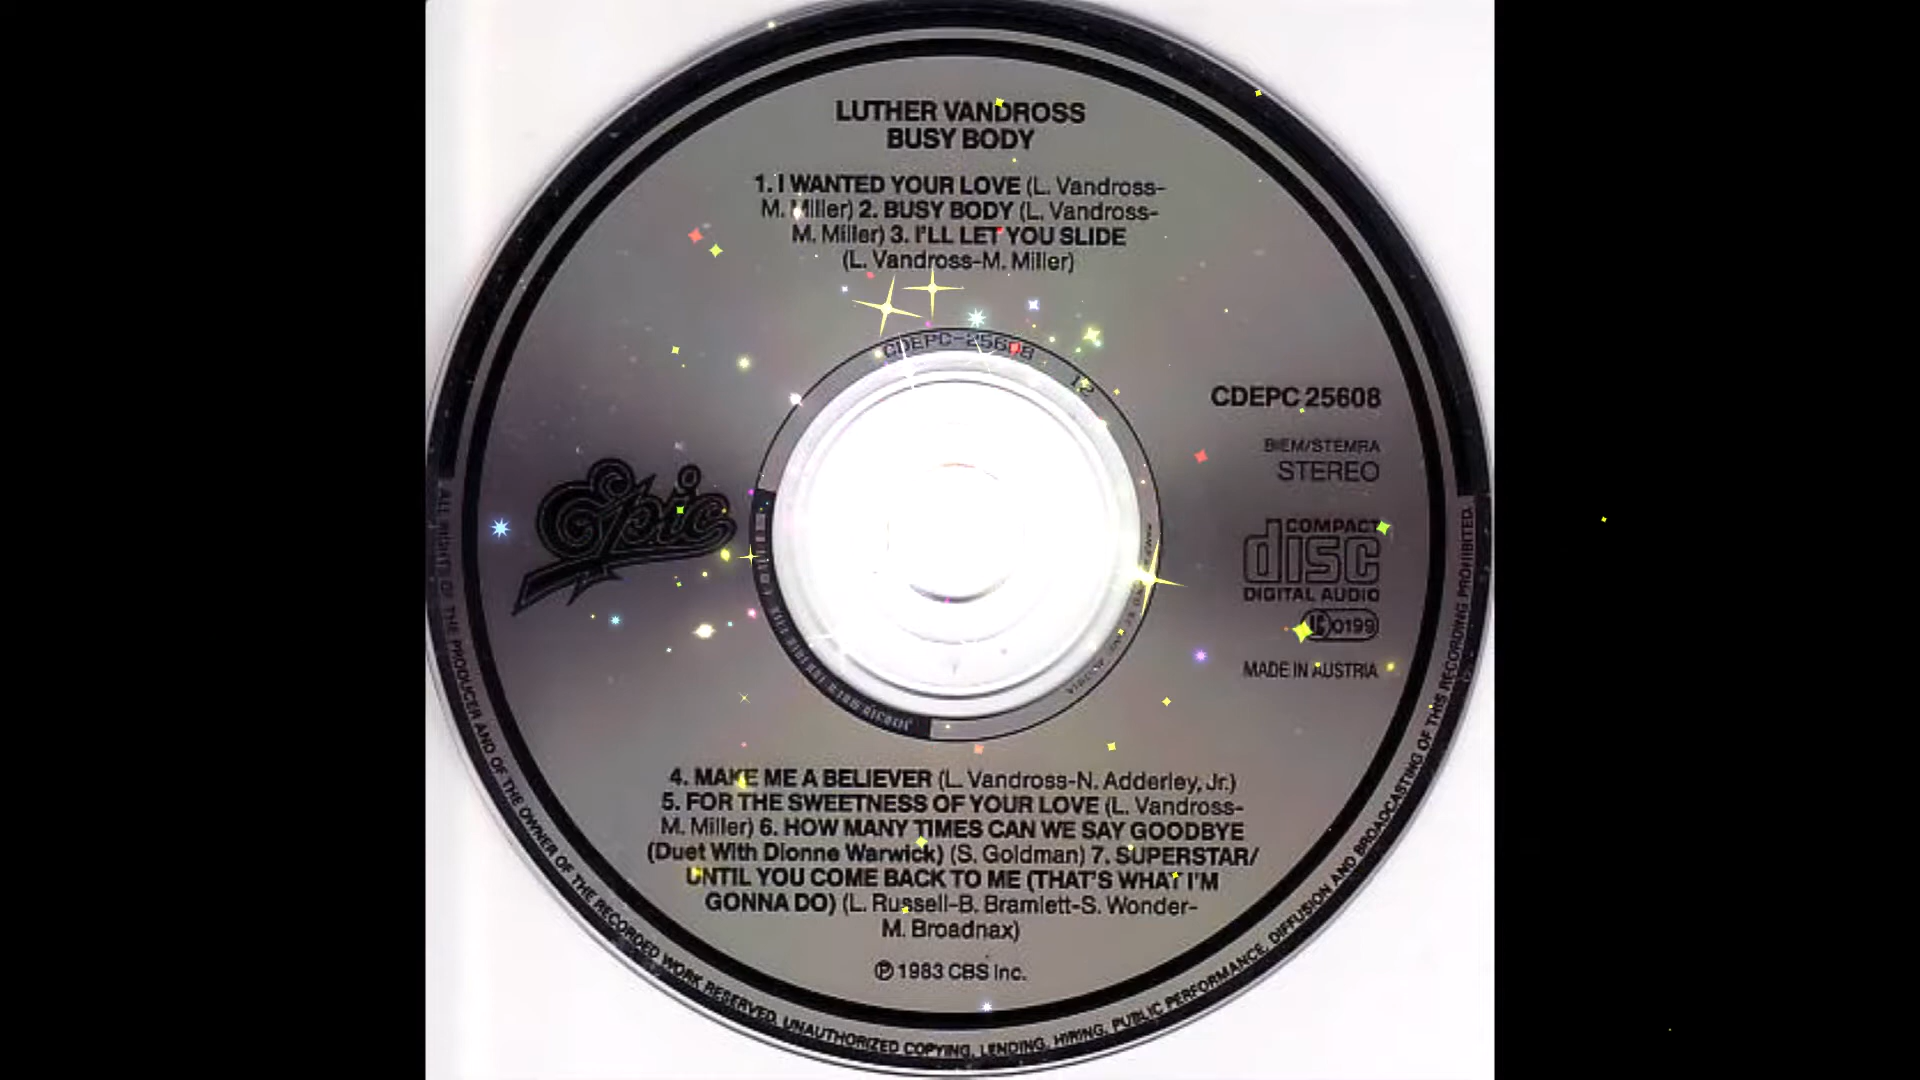 LUTHER VANDROSS
BUSY BODY
1. I WANTED YOUR LOVE (L. Vandross-
M. Miller) 2. BUSY BODY (L. Vandross-
M. Miller) 3. I'LL LET YOU SLIDE
(L. Vandross-M. Miller)
CDEPC-25608
12
CDEPC 25608
BIEM/STEMRA
STEREO
Epic
COMPACT
disc
DIGITAL AUDIO
LC 0199
MADE IN AUSTRIA
4. MAKE ME A BELIEVER (L. Vandross-N. Adderley, Jr.)
5. FOR THE SWEETNESS OF YOUR LOVE (L. Vandross-
M. Miller) 6. HOW MANY TIMES CAN WE SAY GOODBYE
(Duet With Dionne Warwick) (S. Goldman) 7. SUPERSTAR/
UNTIL YOU COME BACK TO ME (THAT'S WHAT I'M
GONNA DO) (L. Russell-B. Bramlett-S. Wonder-
M. Broadnax)
℗ 1983 CBS Inc.
ALL RIGHTS OF THE PRODUCER AND OF THE OWNER OF THE RECORDED WORK RESERVED. UNAUTHORIZED COPYING, LENDING, HIRING, PUBLIC PERFORMANCE, DIFFUSION AND BROADCASTING OF THIS RECORDING PROHIBITED.